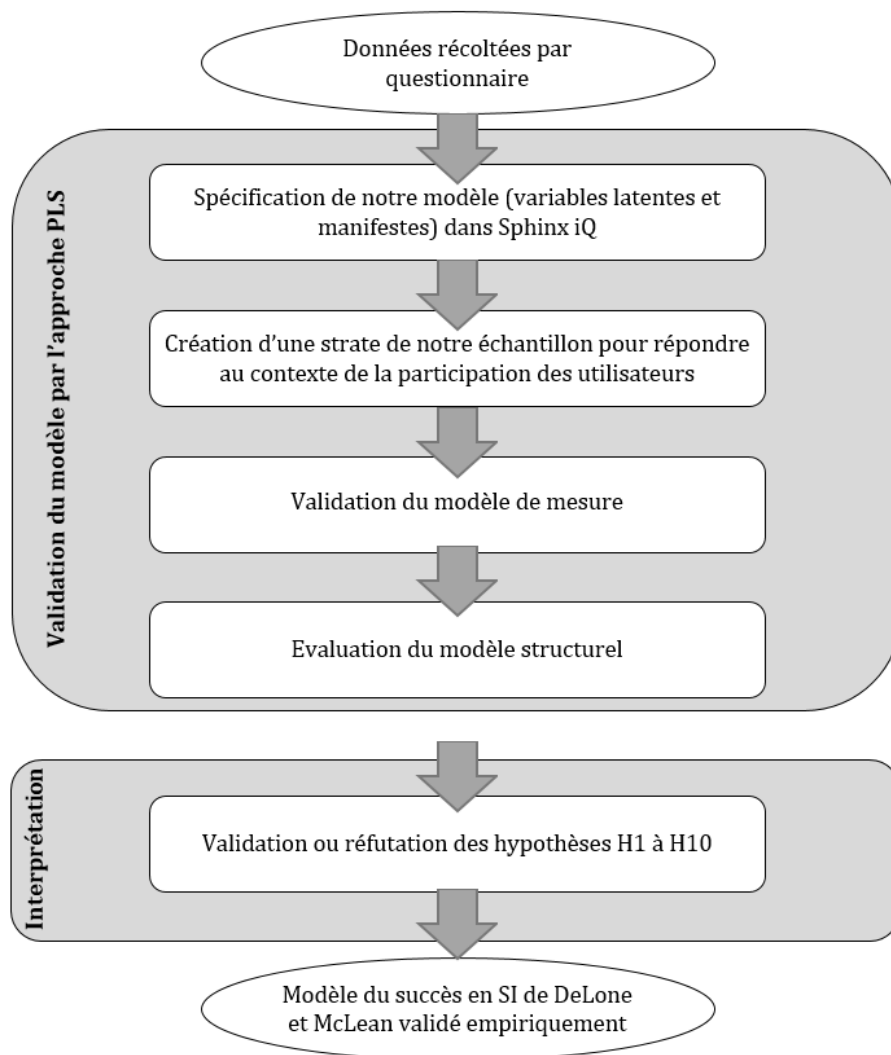 Données récoltées par
questionnaire
Validation du modèle par l'approche PLS
Spécification de notre modèle (variables latentes et
manifestes) dans Sphinx iQ
Création d'une strate de notre échantillon pour répondre
au contexte de la participation des utilisateurs
Validation du modèle de mesure
Evaluation du modèle structurel
Interprétation
Validation ou réfutation des hypothèses H1 à H10
Modèle du succès en SI de DeLone
et McLean validé empiriquement